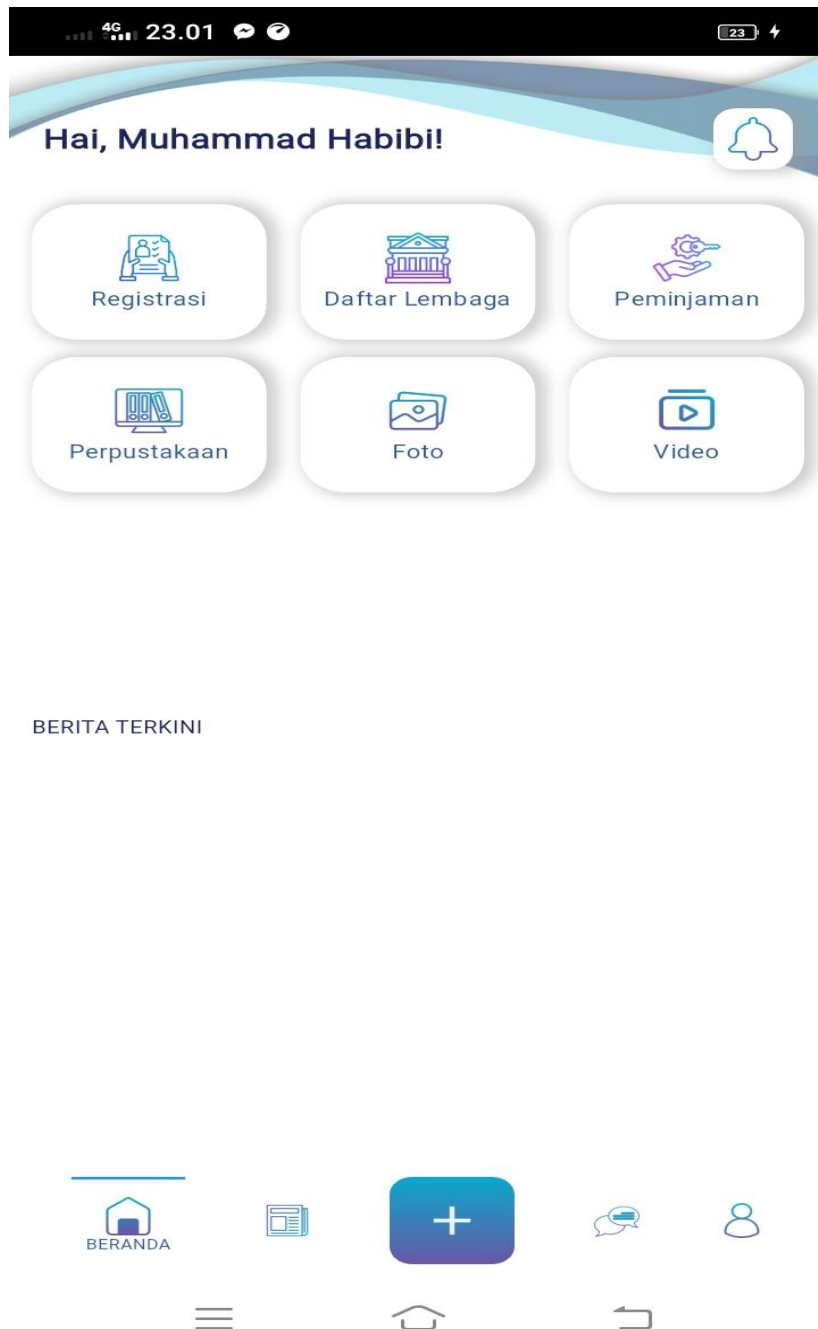 4G 23.01 23
Hai, Muhammad Habibi!
Registrasi Daftar Lembaga Peminjaman
Perpustakaan Foto Video
BERITA TERKINI
BERANDA